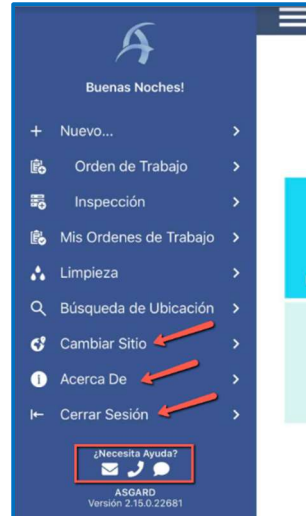 Buenas Noches!
Nuevo...
Orden de Trabajo
Inspección
Mis Ordenes de Trabajo
Limpieza
Búsqueda de Ubicación
Cambiar Sitio
Acerca De
Cerrar Sesión
¿Necesita Ayuda?
ASGARD
Versión 2.15.0.22681